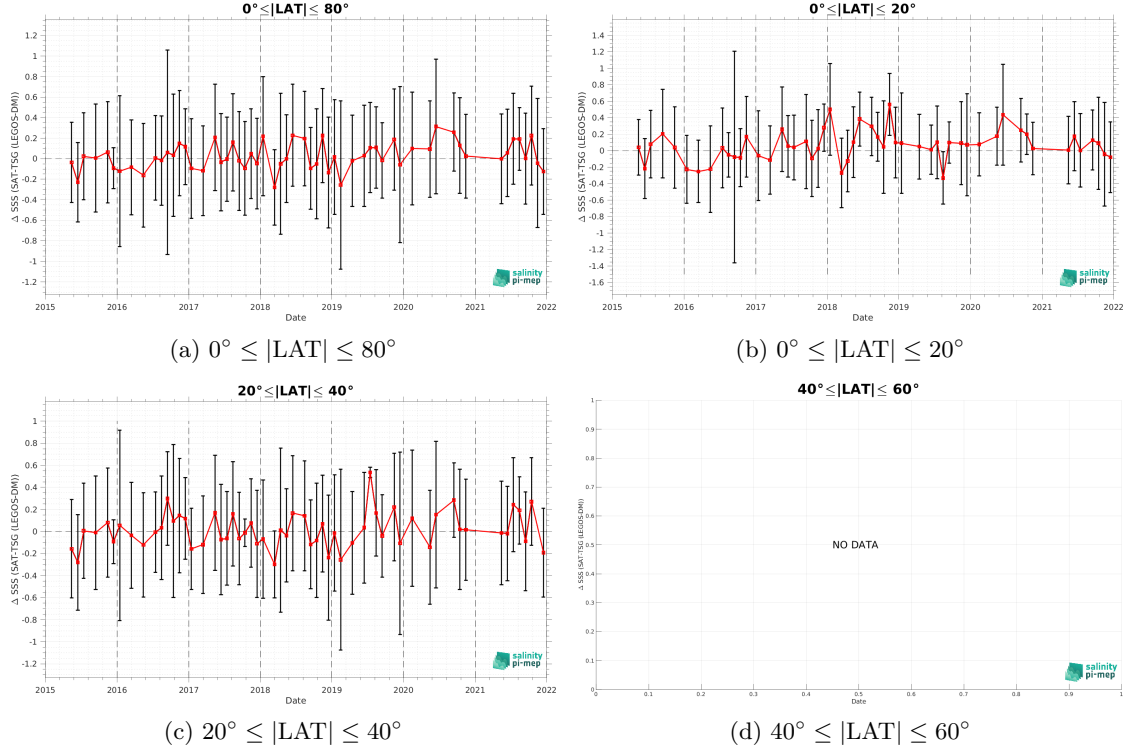 0°≤|LAT|≤ 80°
Δ SSS (SAT-TSG (LEGOS-DM))
1.2
1
0.8
0.6
0.4
0.2
0
-0.2
-0.4
-0.6
-0.8
-1
-1.2
2015 2016 2017 2018 2019 2020 2021 2022
Date
salinity
pi-mep
(a) 0° ≤ |LAT| ≤ 80°
0°≤|LAT|≤ 20°
Δ SSS (SAT-TSG (LEGOS-DM))
1.4
1.2
1
0.8
0.6
0.4
0.2
0
-0.2
-0.4
-0.6
-0.8
-1
-1.2
-1.4
-1.6
2015 2016 2017 2018 2019 2020 2021 2022
Date
salinity
pi-mep
(b) 0° ≤ |LAT| ≤ 20°
20°≤|LAT|≤ 40°
Δ SSS (SAT-TSG (LEGOS-DM))
1
0.8
0.6
0.4
0.2
0
-0.2
-0.4
-0.6
-0.8
-1
-1.2
2015 2016 2017 2018 2019 2020 2021 2022
Date
salinity
pi-mep
(c) 20° ≤ |LAT| ≤ 40°
40°≤|LAT|≤ 60°
Δ SSS (SAT-TSG (LEGOS-DM))
1
0.9
0.8
0.7
0.6
0.5
0.4
0.3
0.2
0.1
0
NO DATA
0 0.1 0.2 0.3 0.4 0.5 0.6 0.7 0.8 0.9 1
Date
salinity
pi-mep
(d) 40° ≤ |LAT| ≤ 60°